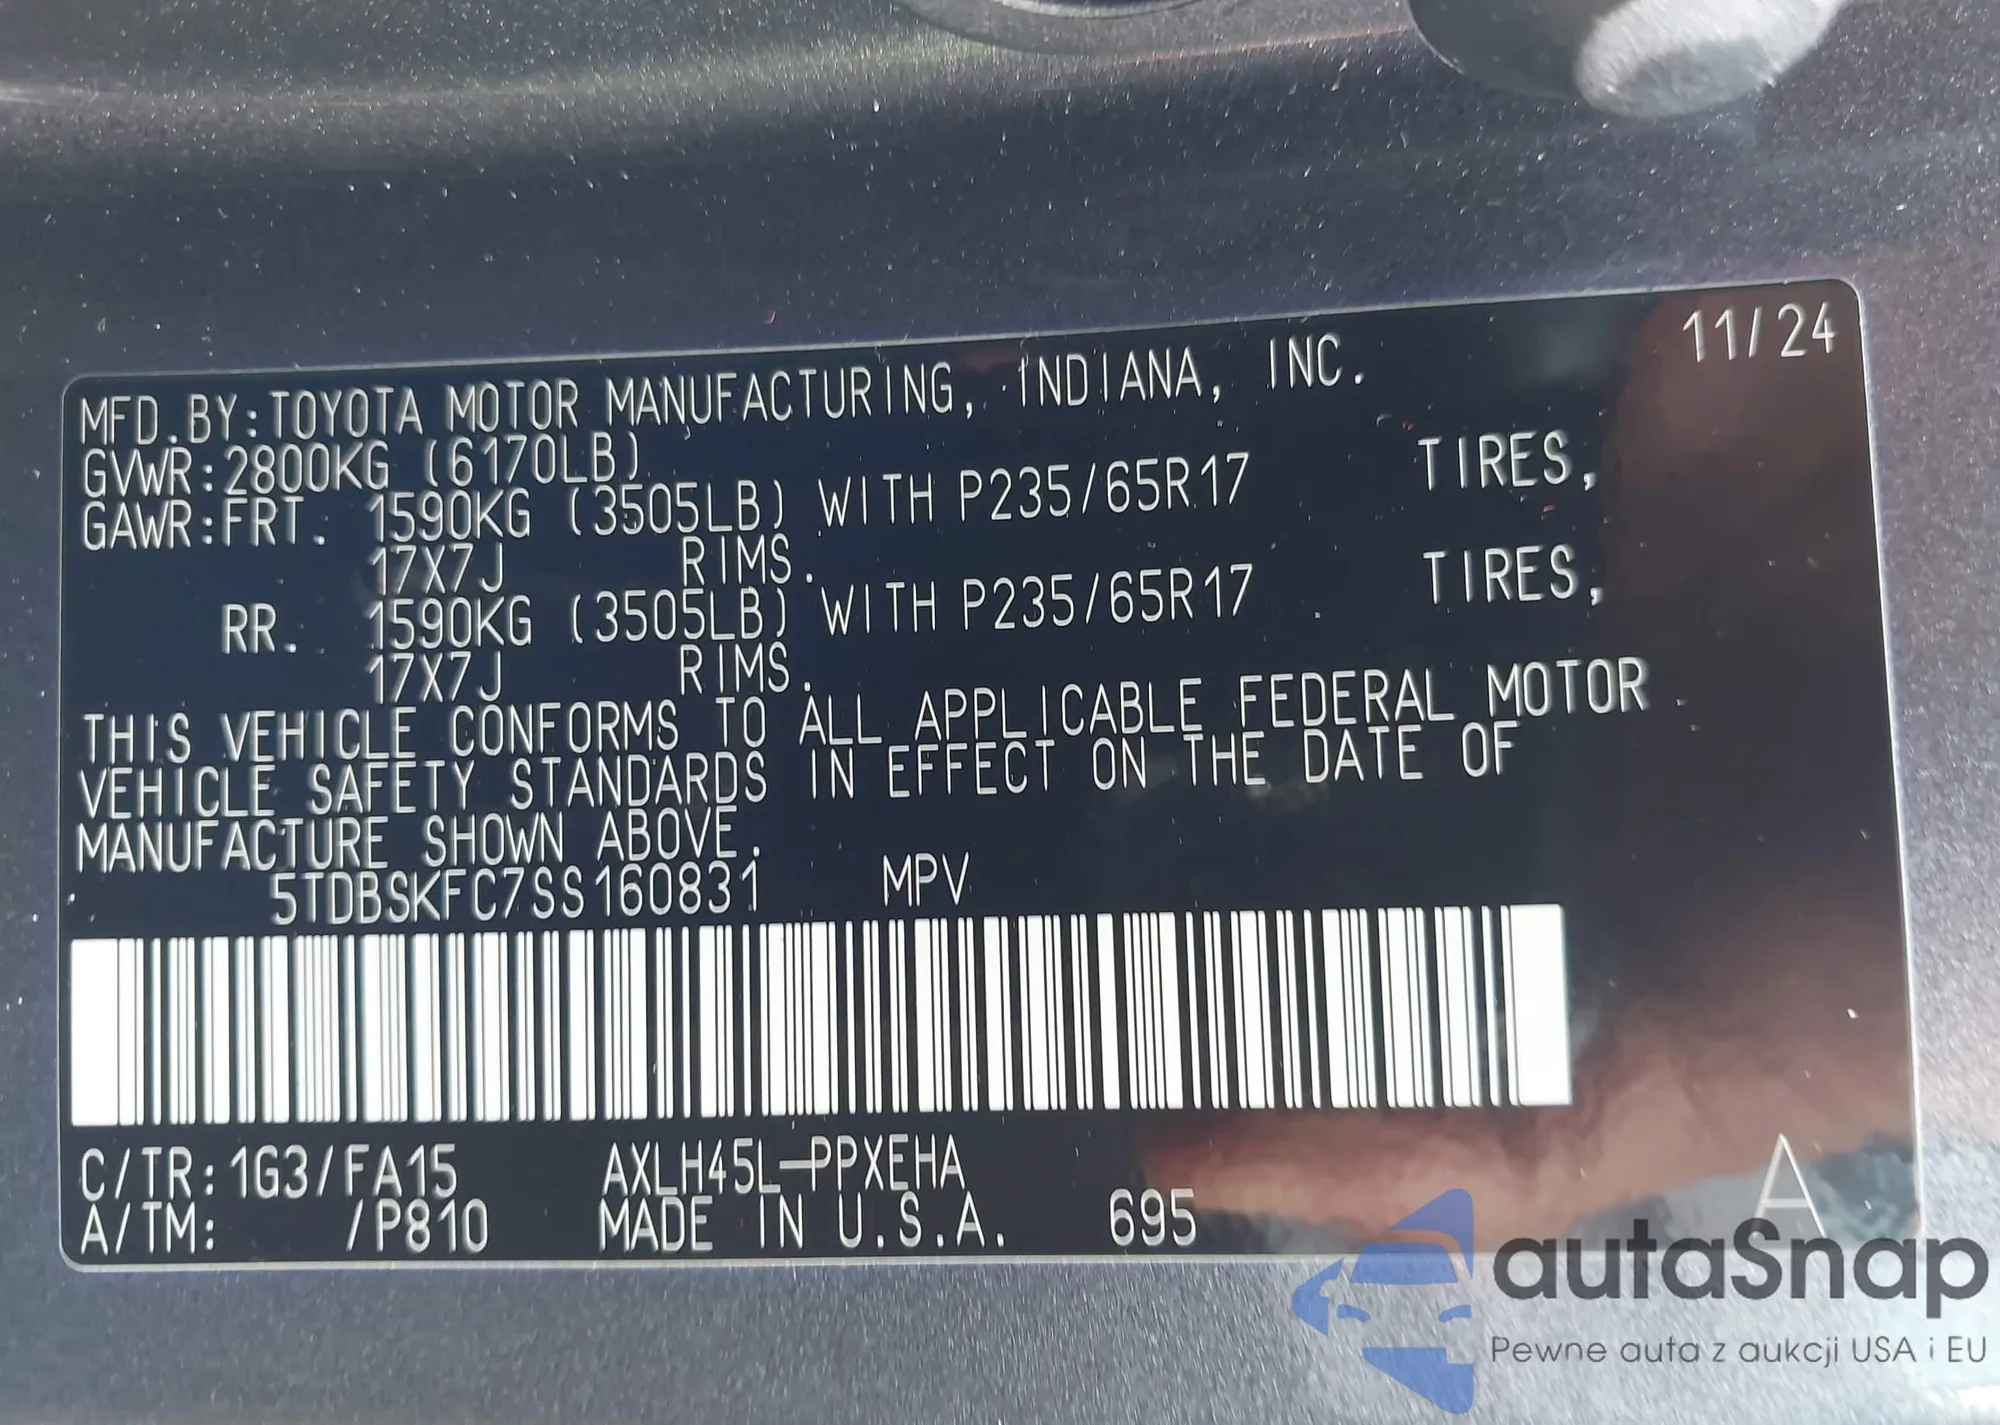 11/24
MFD.BY:TOYOTA MOTOR MANUFACTURING, INDIANA, INC.
GVWR:2800KG (6170LB)
GAWR:FRT. 1590KG (3505LB) WITH P235/65R17 TIRES,
17X7J RIMS.
RR. 1590KG (3505LB) WITH P235/65R17 TIRES,
17X7J RIMS.
THIS VEHICLE CONFORMS TO ALL APPLICABLE FEDERAL MOTOR
VEHICLE SAFETY STANDARDS IN EFFECT ON THE DATE OF
MANUFACTURE SHOWN ABOVE.
5TDBSKFC7SS160831 MPV
C/TR:1G3/FA15 AXLH45L-PPXEHA
A/TM: /P810 MADE IN U.S.A. 695 A
autaSnap
Pewne auta z aukcji USA i EU